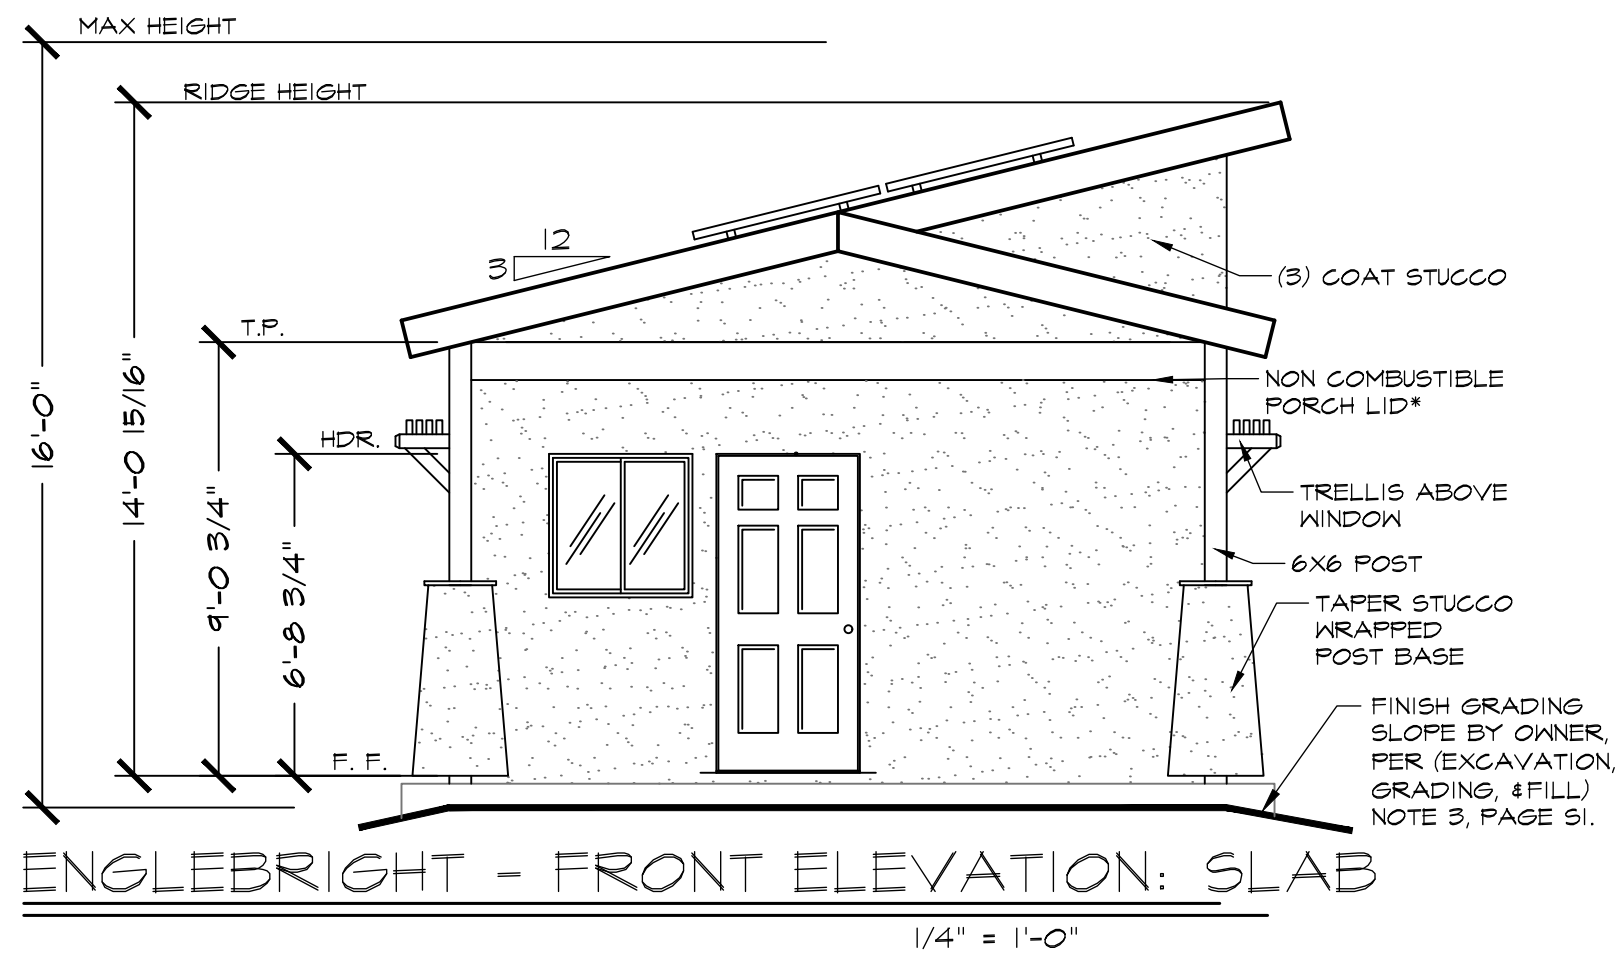 MAX HEIGHT
RIDGE HEIGHT
12
3
(3) COAT STUCCO
T.P.
NON COMBUSTIBLE
PORCH LID*
HDR.
16'-0"
14'-0 15/16"
9'-0 3/4"
6'-8 3/4"
TRELLIS ABOVE
WINDOW
6X6 POST
TAPER STUCCO
WRAPPED
POST BASE
FINISH GRADING
SLOPE BY OWNER,
PER (EXCAVATION,
GRADING, &FILL)
NOTE 3, PAGE S1.
F. F.
ENGLEBRIGHT - FRONT ELEVATION: SLAB
1/4" = 1'-0"